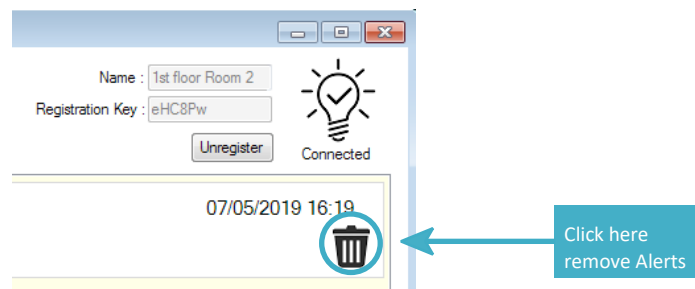 Name : 1st floor Room 2
Registration Key : eHC8Pw
Unregister
Connected
07/05/2019 16:19
Click here
remove Alerts